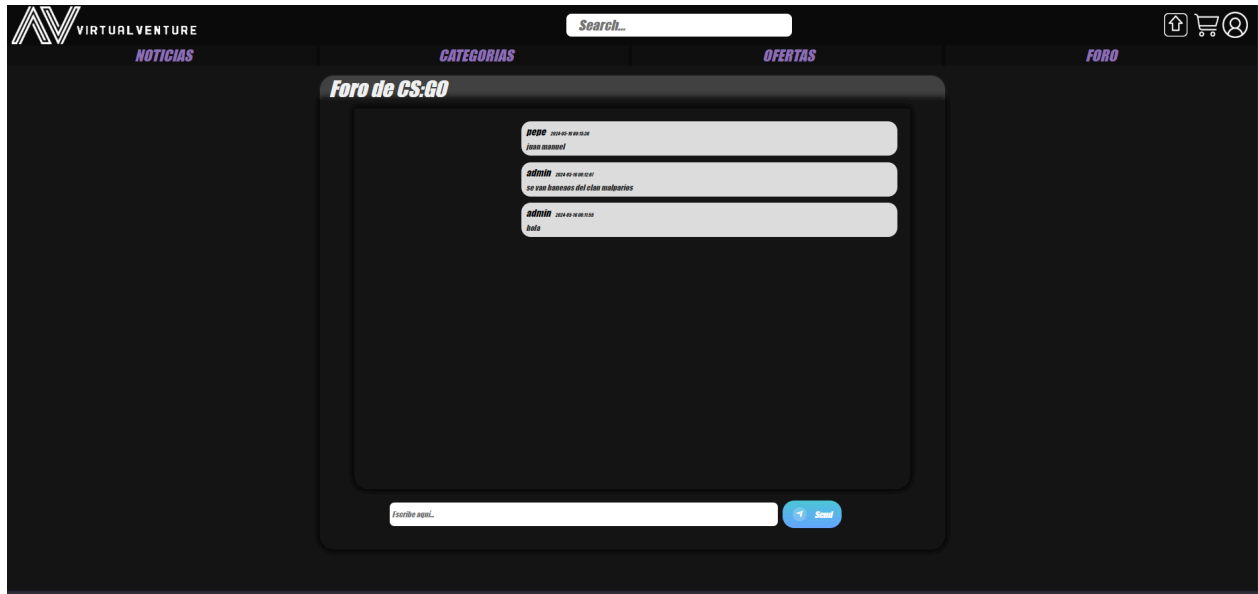 VIRTUALVENTURE
Search...
NOTICIAS
CATEGORIAS
OFERTAS
FORO
Foro de CS:GO
pepe
juan manuel
admin
se van baneaos del clan malparios
admin
hola
Escribe aquí...
Send